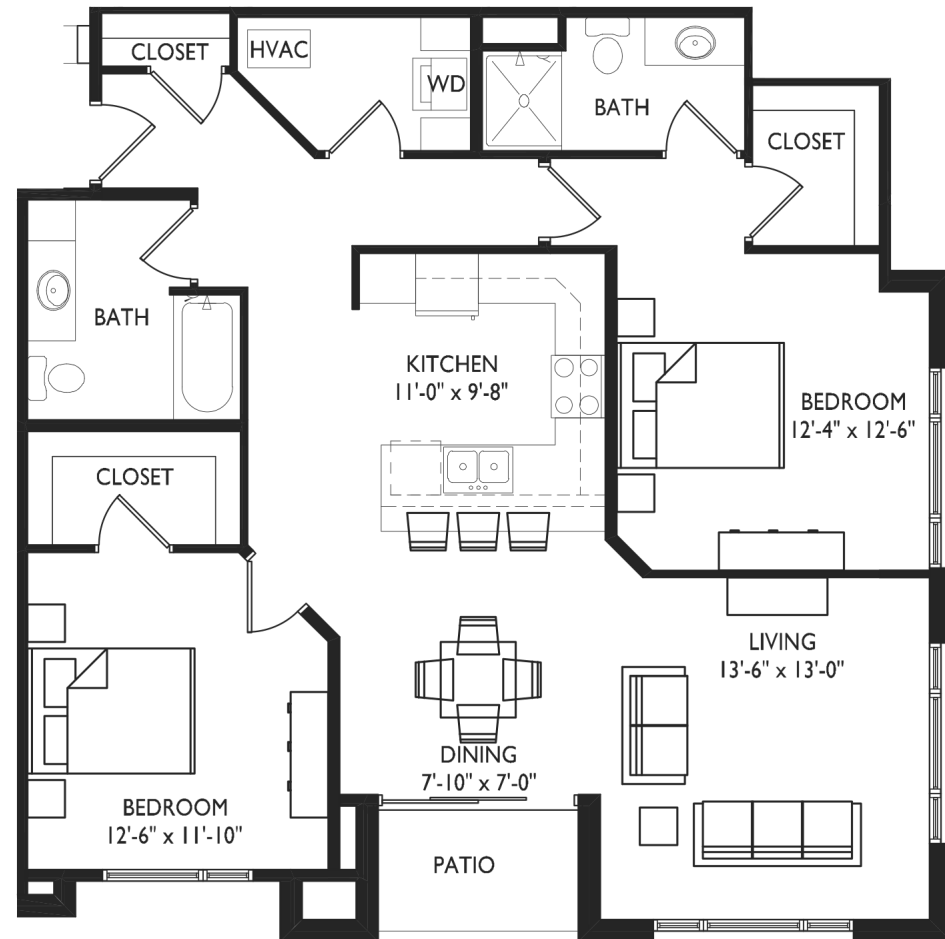 CLOSET
HVAC
WD
BATH
CLOSET
BATH
KITCHEN
11'-0" x 9'-8"
BEDROOM
12'-4" x 12'-6"
CLOSET
LIVING
13'-6" x 13'-0"
DINING
7'-10" x 7'-0"
BEDROOM
12'-6" x 11'-10"
PATIO